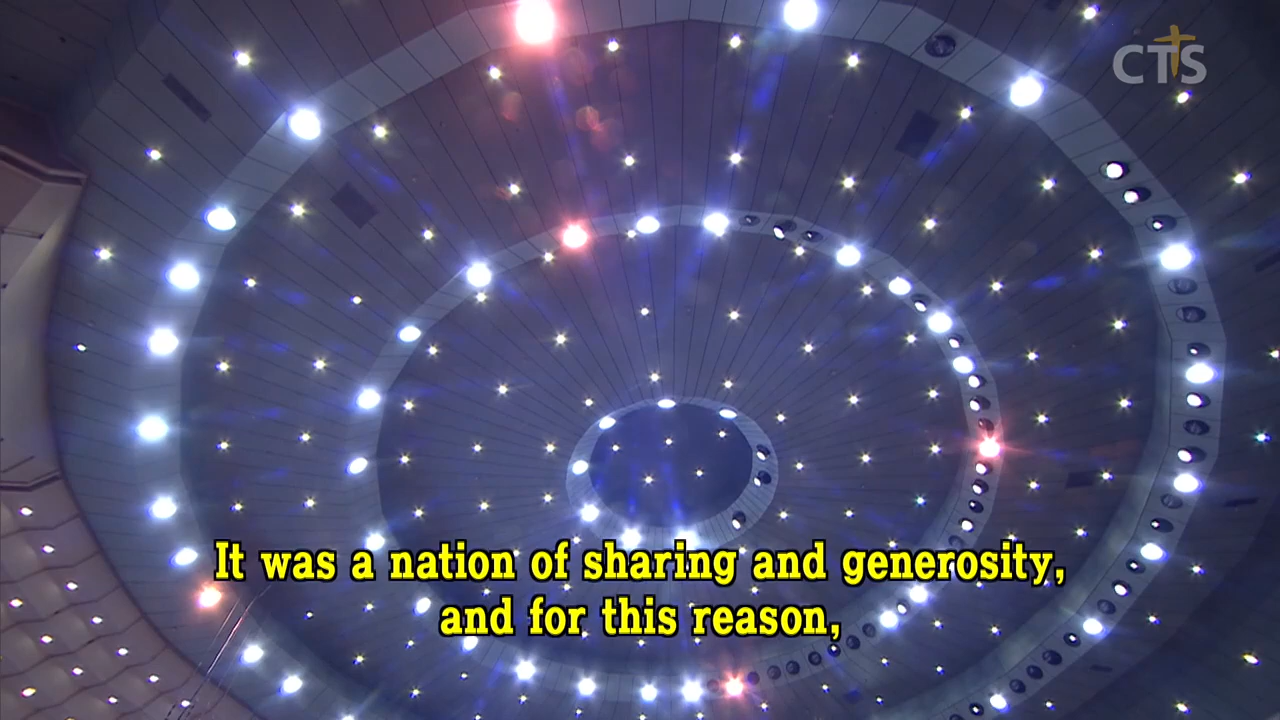 CTS
It was a nation of sharing and generosity,
and for this reason,